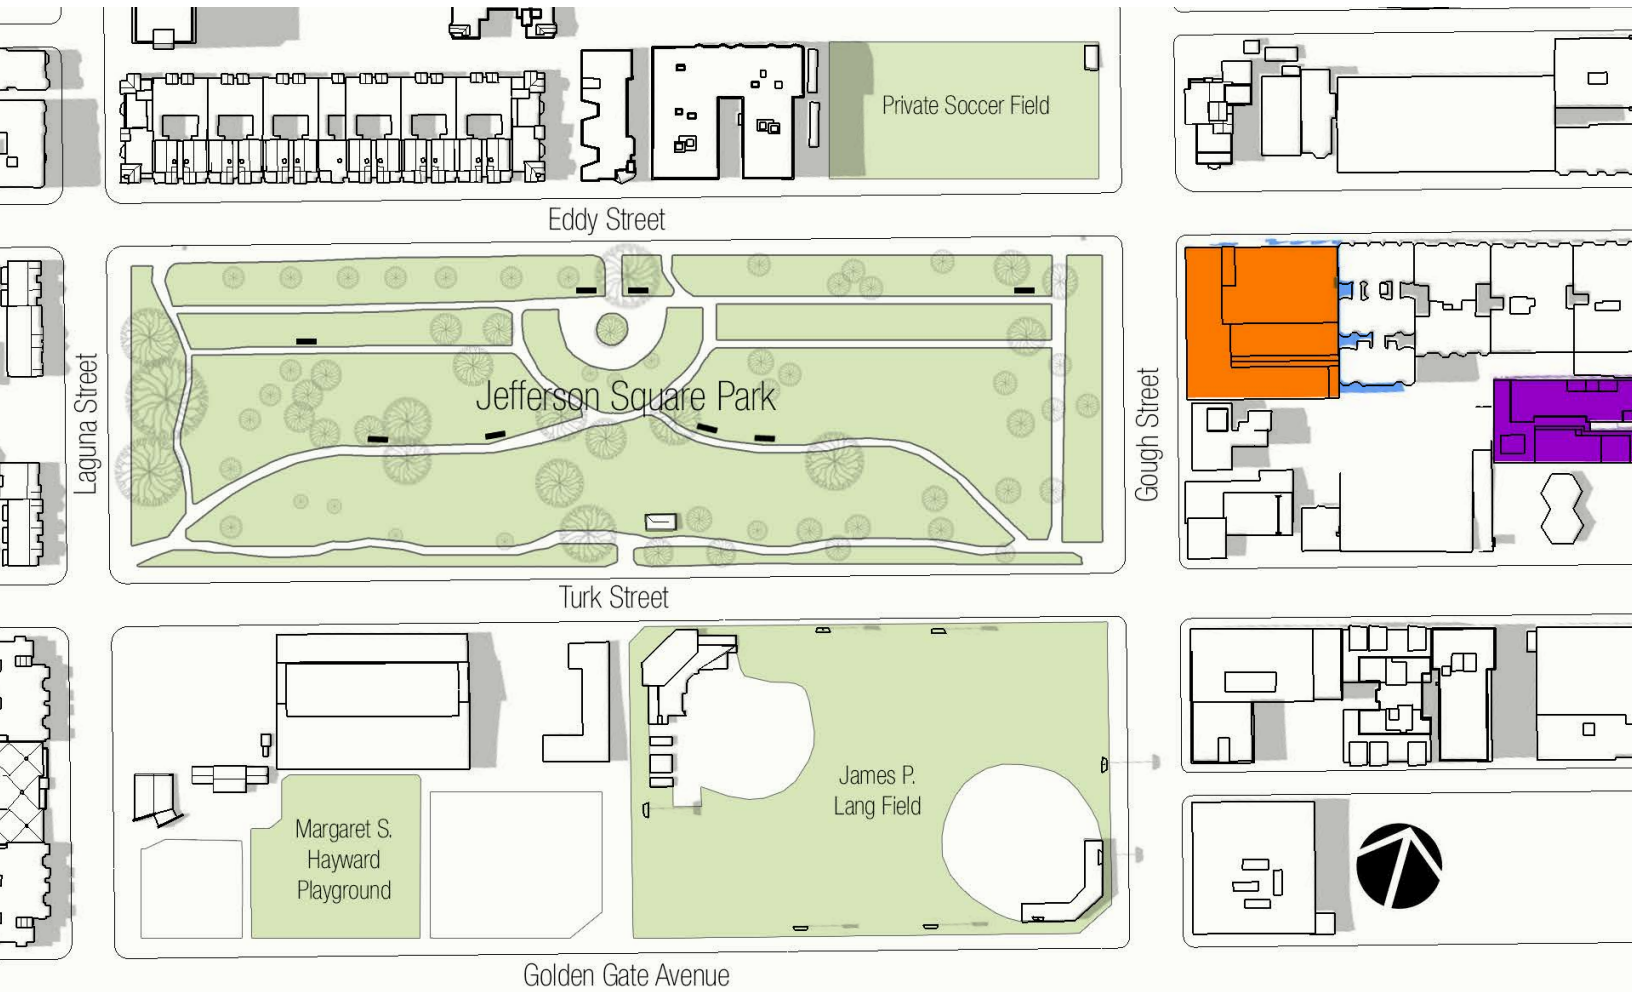 Private Soccer Field
Eddy Street
Laguna Street
Jefferson Square Park
Gough Street
Turk Street
James P.
Lang Field
Margaret S.
Hayward
Playground
Golden Gate Avenue